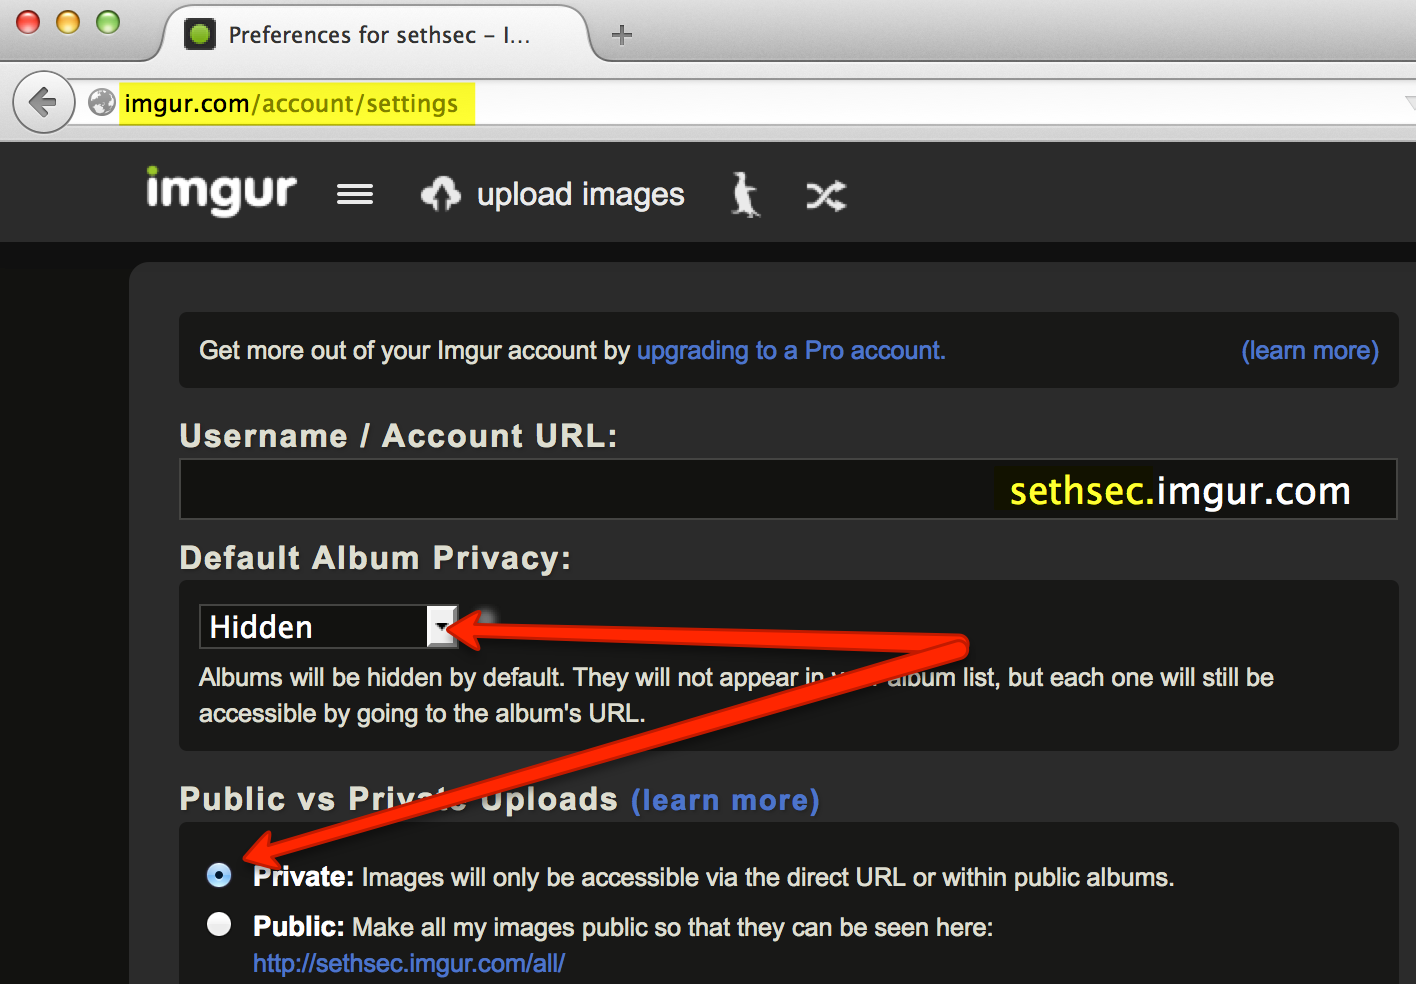 Preferences for sethsec – I...
imgur.com/account/settings
imgur
upload images
Get more out of your Imgur account by upgrading to a Pro account. (learn more)
Username / Account URL:
sethsec.imgur.com
Default Album Privacy:
Hidden
Albums will be hidden by default. They will not appear in album list, but each one will still be
accessible by going to the album's URL.
Public vs Private Uploads (learn more)
Private: Images will only be accessible via the direct URL or within public albums.
Public: Make all my images public so that they can be seen here:
http://sethsec.imgur.com/all/